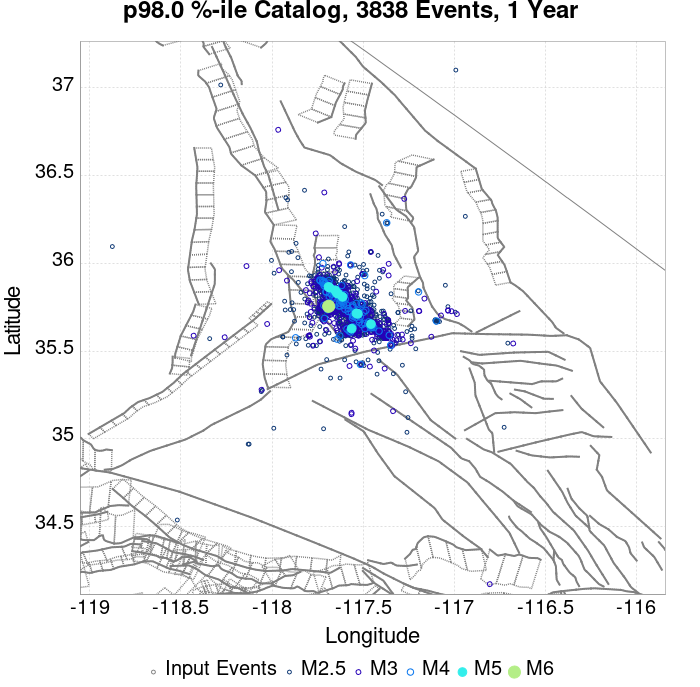 p98.0 %-ile Catalog, 3838 Events, 1 Year
37
36.5
36
35.5
35
34.5
Latitude
-119 -118.5 -118 -117.5 -117 -116.5 -116
Longitude
Input Events M2.5 M3 M4 M5 M6